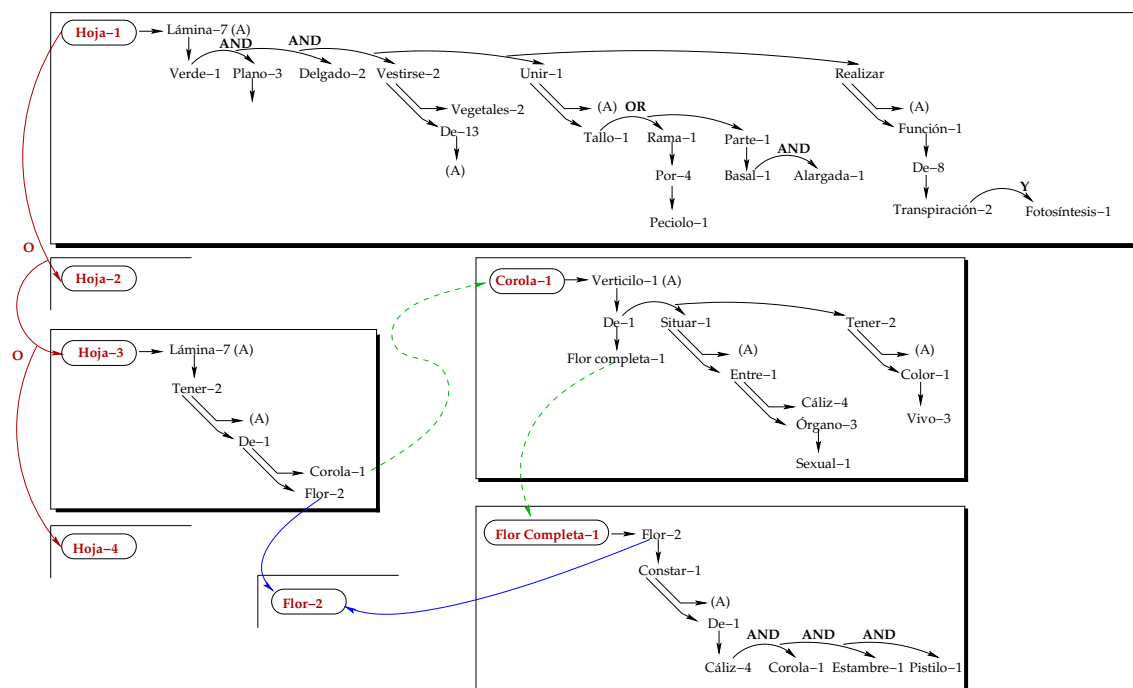 Hoja–1
Lámina–7 (A)
AND
AND
Verde–1
Plano–3
Delgado–2
Vestirse–2
Unir–1
Realizar
Vegetales–2
De–13
(A)
(A)
OR
Tallo–1
Rama–1
Parte–1
Por–4
Peciolo–1
AND
Basal–1
Alargada–1
(A)
Función–1
De–8
Transpiración–2
Y
Fotosíntesis–1
O
Hoja–2
O
Hoja–3
Lámina–7 (A)
Tener–2
(A)
De–1
Corola–1
Flor–2
Hoja–4
Flor–2
Corola–1
Verticilo–1 (A)
De–1
Situar–1
Tener–2
Flor completa–1
(A)
Entre–1
Cáliz–4
Órgano–3
Sexual–1
(A)
Color–1
Vivo–3
Flor Completa–1
Flor–2
Constar–1
(A)
De–1
AND
AND
AND
Cáliz–4
Corola–1
Estambre–1
Pistilo–1